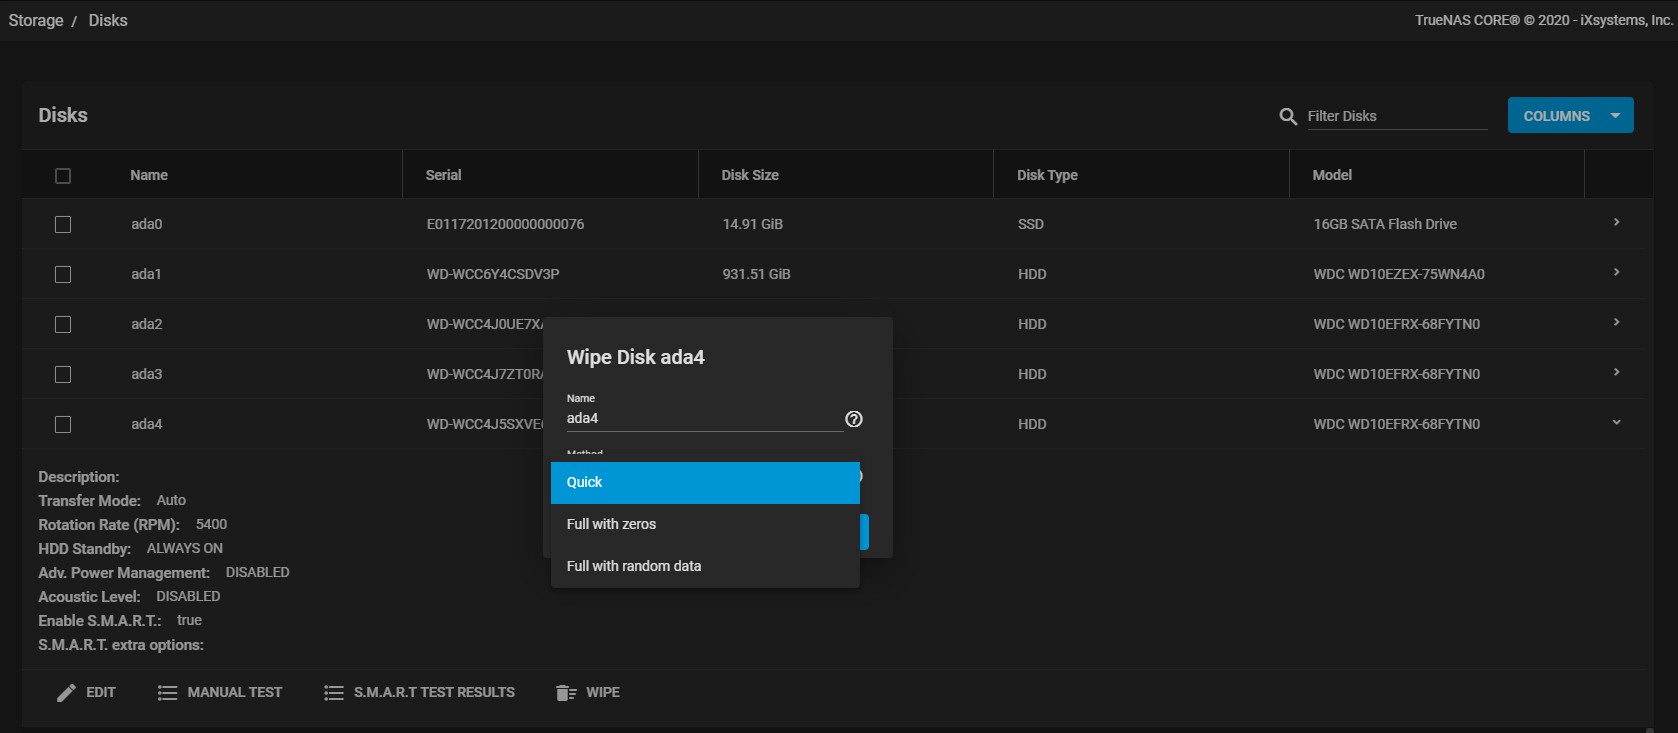 Storage / Disks
TrueNAS CORE® © 2020 - iXsystems, Inc.
Disks
Filter Disks
COLUMNS
Name Serial Disk Size Disk Type Model
ada0 E0117201200000000076 14.91 GiB SSD 16GB SATA Flash Drive
ada1 WD-WCC6Y4CSDV3P 931.51 GiB HDD WDC WD10EZEX-75WN4A0
ada2 WD-WCC4J0UE7X HDD WDC WD10EFRX-68FYTN0
ada3 WD-WCC4J7ZT0R HDD WDC WD10EFRX-68FYTN0
ada4 WD-WCC4J5SXVE HDD WDC WD10EFRX-68FYTN0
Wipe Disk ada4
Name
ada4
Method
Quick
Full with zeros
Full with random data
Description:
Transfer Mode: Auto
Rotation Rate (RPM): 5400
HDD Standby: ALWAYS ON
Adv. Power Management: DISABLED
Acoustic Level: DISABLED
Enable S.M.A.R.T.: true
S.M.A.R.T. extra options:
EDIT MANUAL TEST S.M.A.R.T TEST RESULTS WIPE